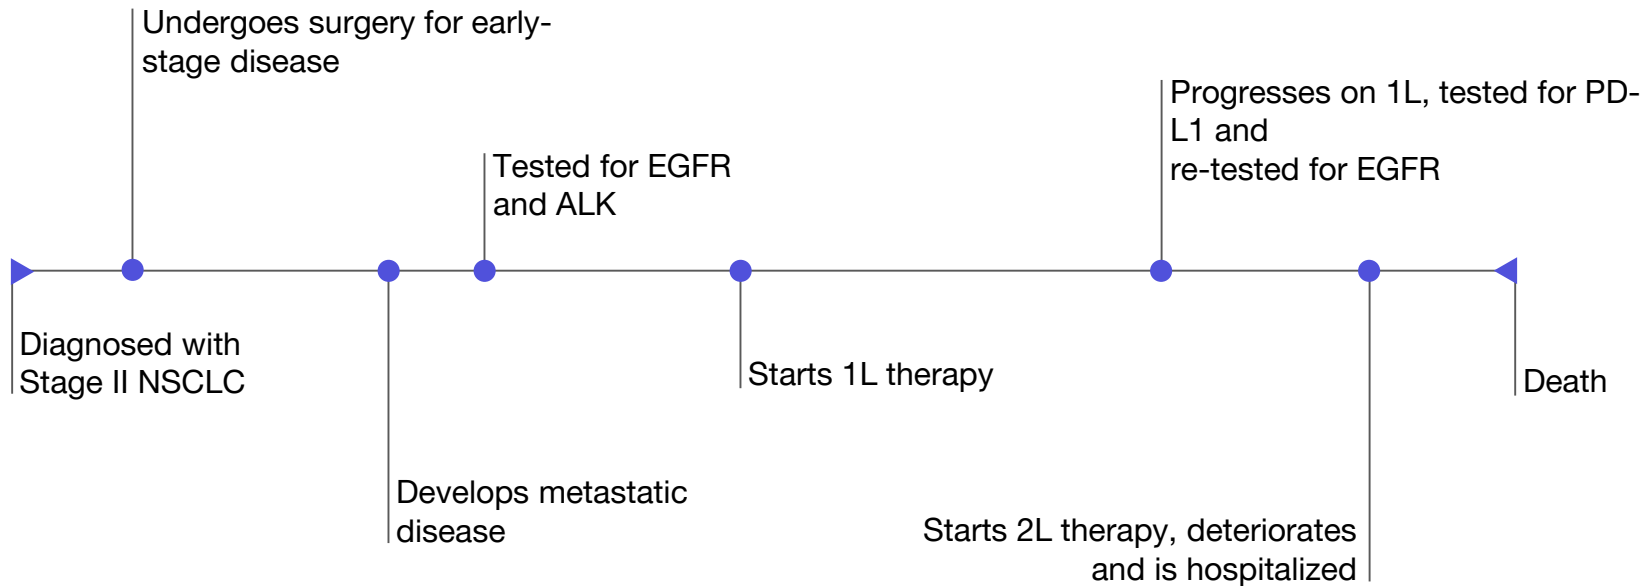 Undergoes surgery for early-
stage disease
Progresses on 1L, tested for PD-
L1 and
re-tested for EGFR
Tested for EGFR
and ALK
Diagnosed with
Stage II NSCLC
Starts 1L therapy
Death
Develops metastatic
disease
Starts 2L therapy, deteriorates
and is hospitalized